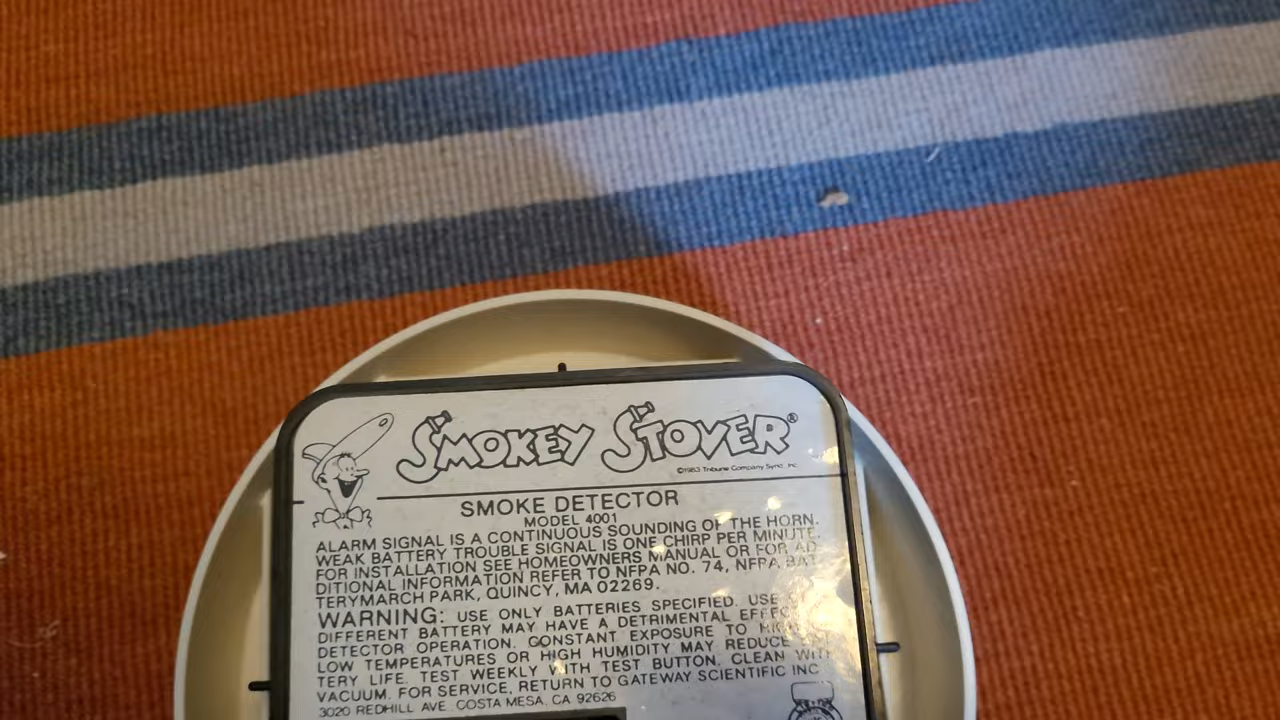 SMOKEY STOVER®
©1983 Tribune Company Synd., Inc.
SMOKE DETECTOR
MODEL 4001
ALARM SIGNAL IS A CONTINUOUS SOUNDING OF THE HORN.
WEAK BATTERY TROUBLE SIGNAL IS ONE CHIRP PER MINUTE.
FOR INSTALLATION SEE HOMEOWNERS MANUAL OR FOR AD-
DITIONAL INFORMATION REFER TO NFPA NO. 74, NFPA, BAT-
TERYMARCH PARK, QUINCY, MA 02269.
WARNING: USE ONLY BATTERIES SPECIFIED. USE
DIFFERENT BATTERY MAY HAVE A DETRIMENTAL EFFECT
DETECTOR OPERATION. CONSTANT EXPOSURE TO HIGH
LOW TEMPERATURES OR HIGH HUMIDITY MAY REDUCE
TERY LIFE. TEST WEEKLY WITH TEST BUTTON. CLEAN WITH
VACUUM. FOR SERVICE, RETURN TO GATEWAY SCIENTIFIC INC
3020 REDHILL AVE. COSTA MESA, CA 92626